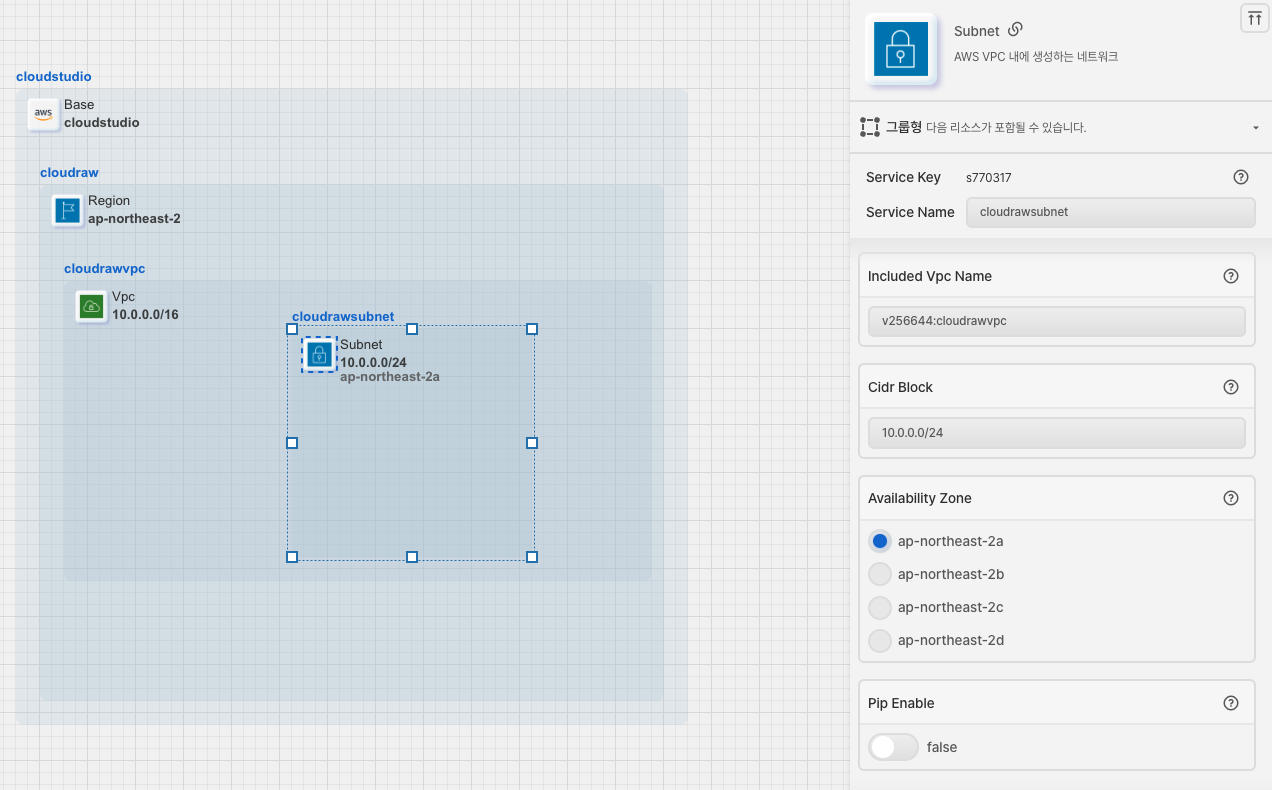 cloudstudio
aws
Base
cloudstudio
cloudraw
Region
ap-northeast-2
cloudrawvpc
Vpc
10.0.0.0/16
cloudrawsubnet
Subnet
10.0.0.0/24
ap-northeast-2a
Subnet
AWS VPC 내에 생성하는 네트워크
그룹형 다음 리소스가 포함될 수 있습니다.
Service Key s770317
Service Name cloudrawsubnet
Included Vpc Name
v256644:cloudrawvpc
Cidr Block
10.0.0.0/24
Availability Zone
ap-northeast-2a
ap-northeast-2b
ap-northeast-2c
ap-northeast-2d
Pip Enable
false